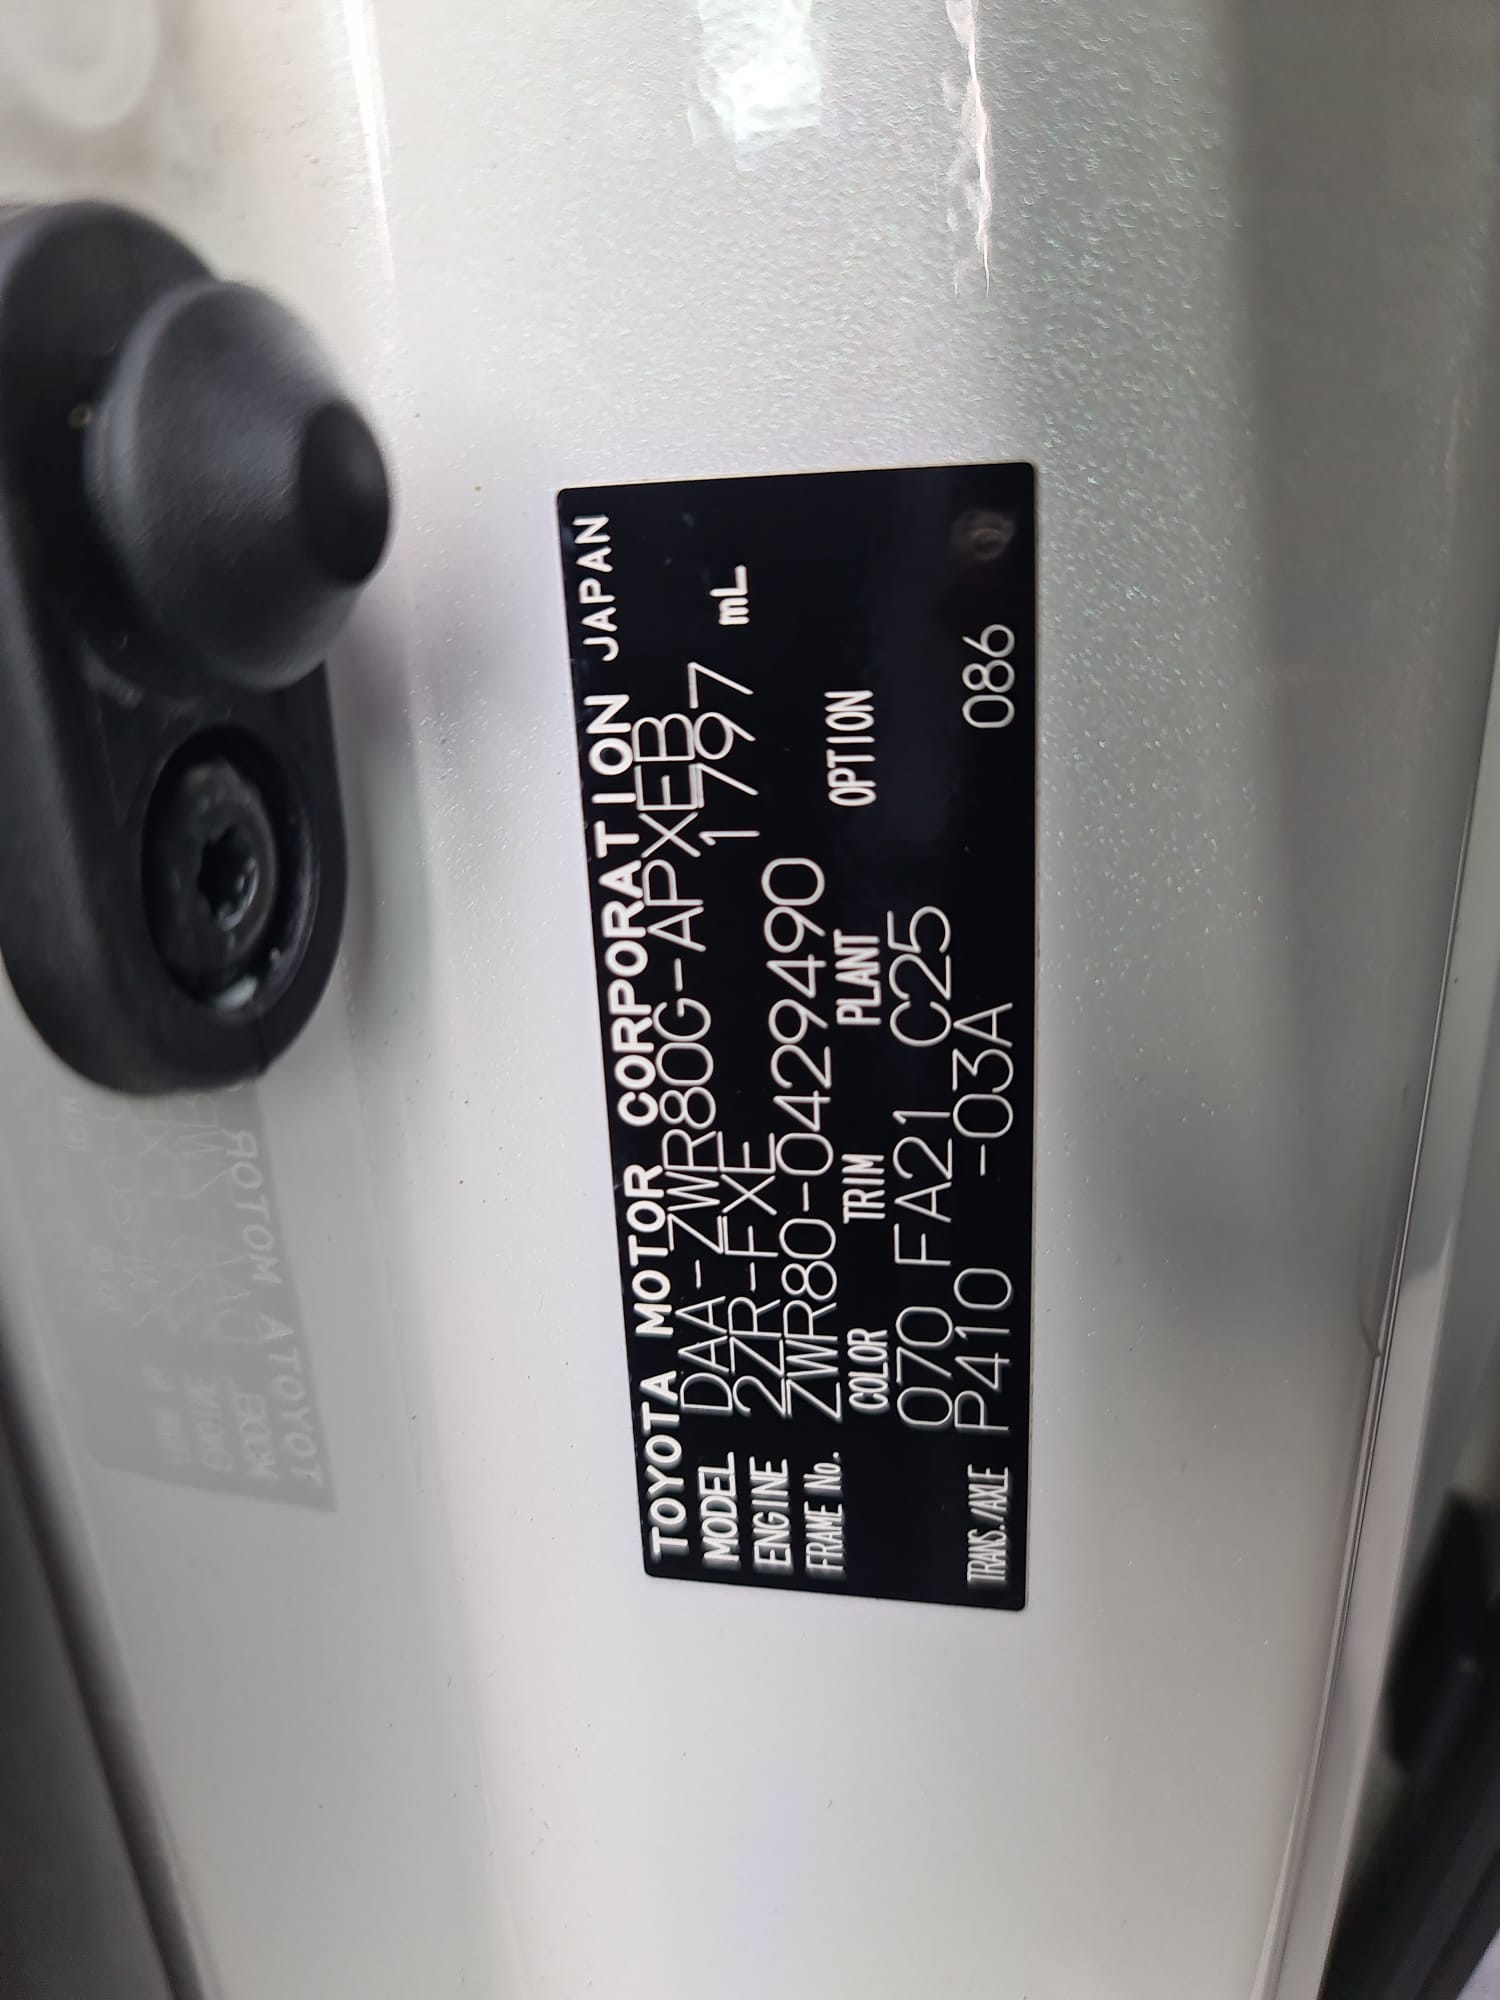 TOYOTA MOTOR CORPORATION JAPAN
MODEL DAA-ZWR80G-APXEB
ENGINE 2ZR-FXE 1797 mL
FRAME No. ZWR80-0429490
COLOR TRIM PLANT OPTION
070 FA21 C25
TRANS./AXLE P410 -03A 086